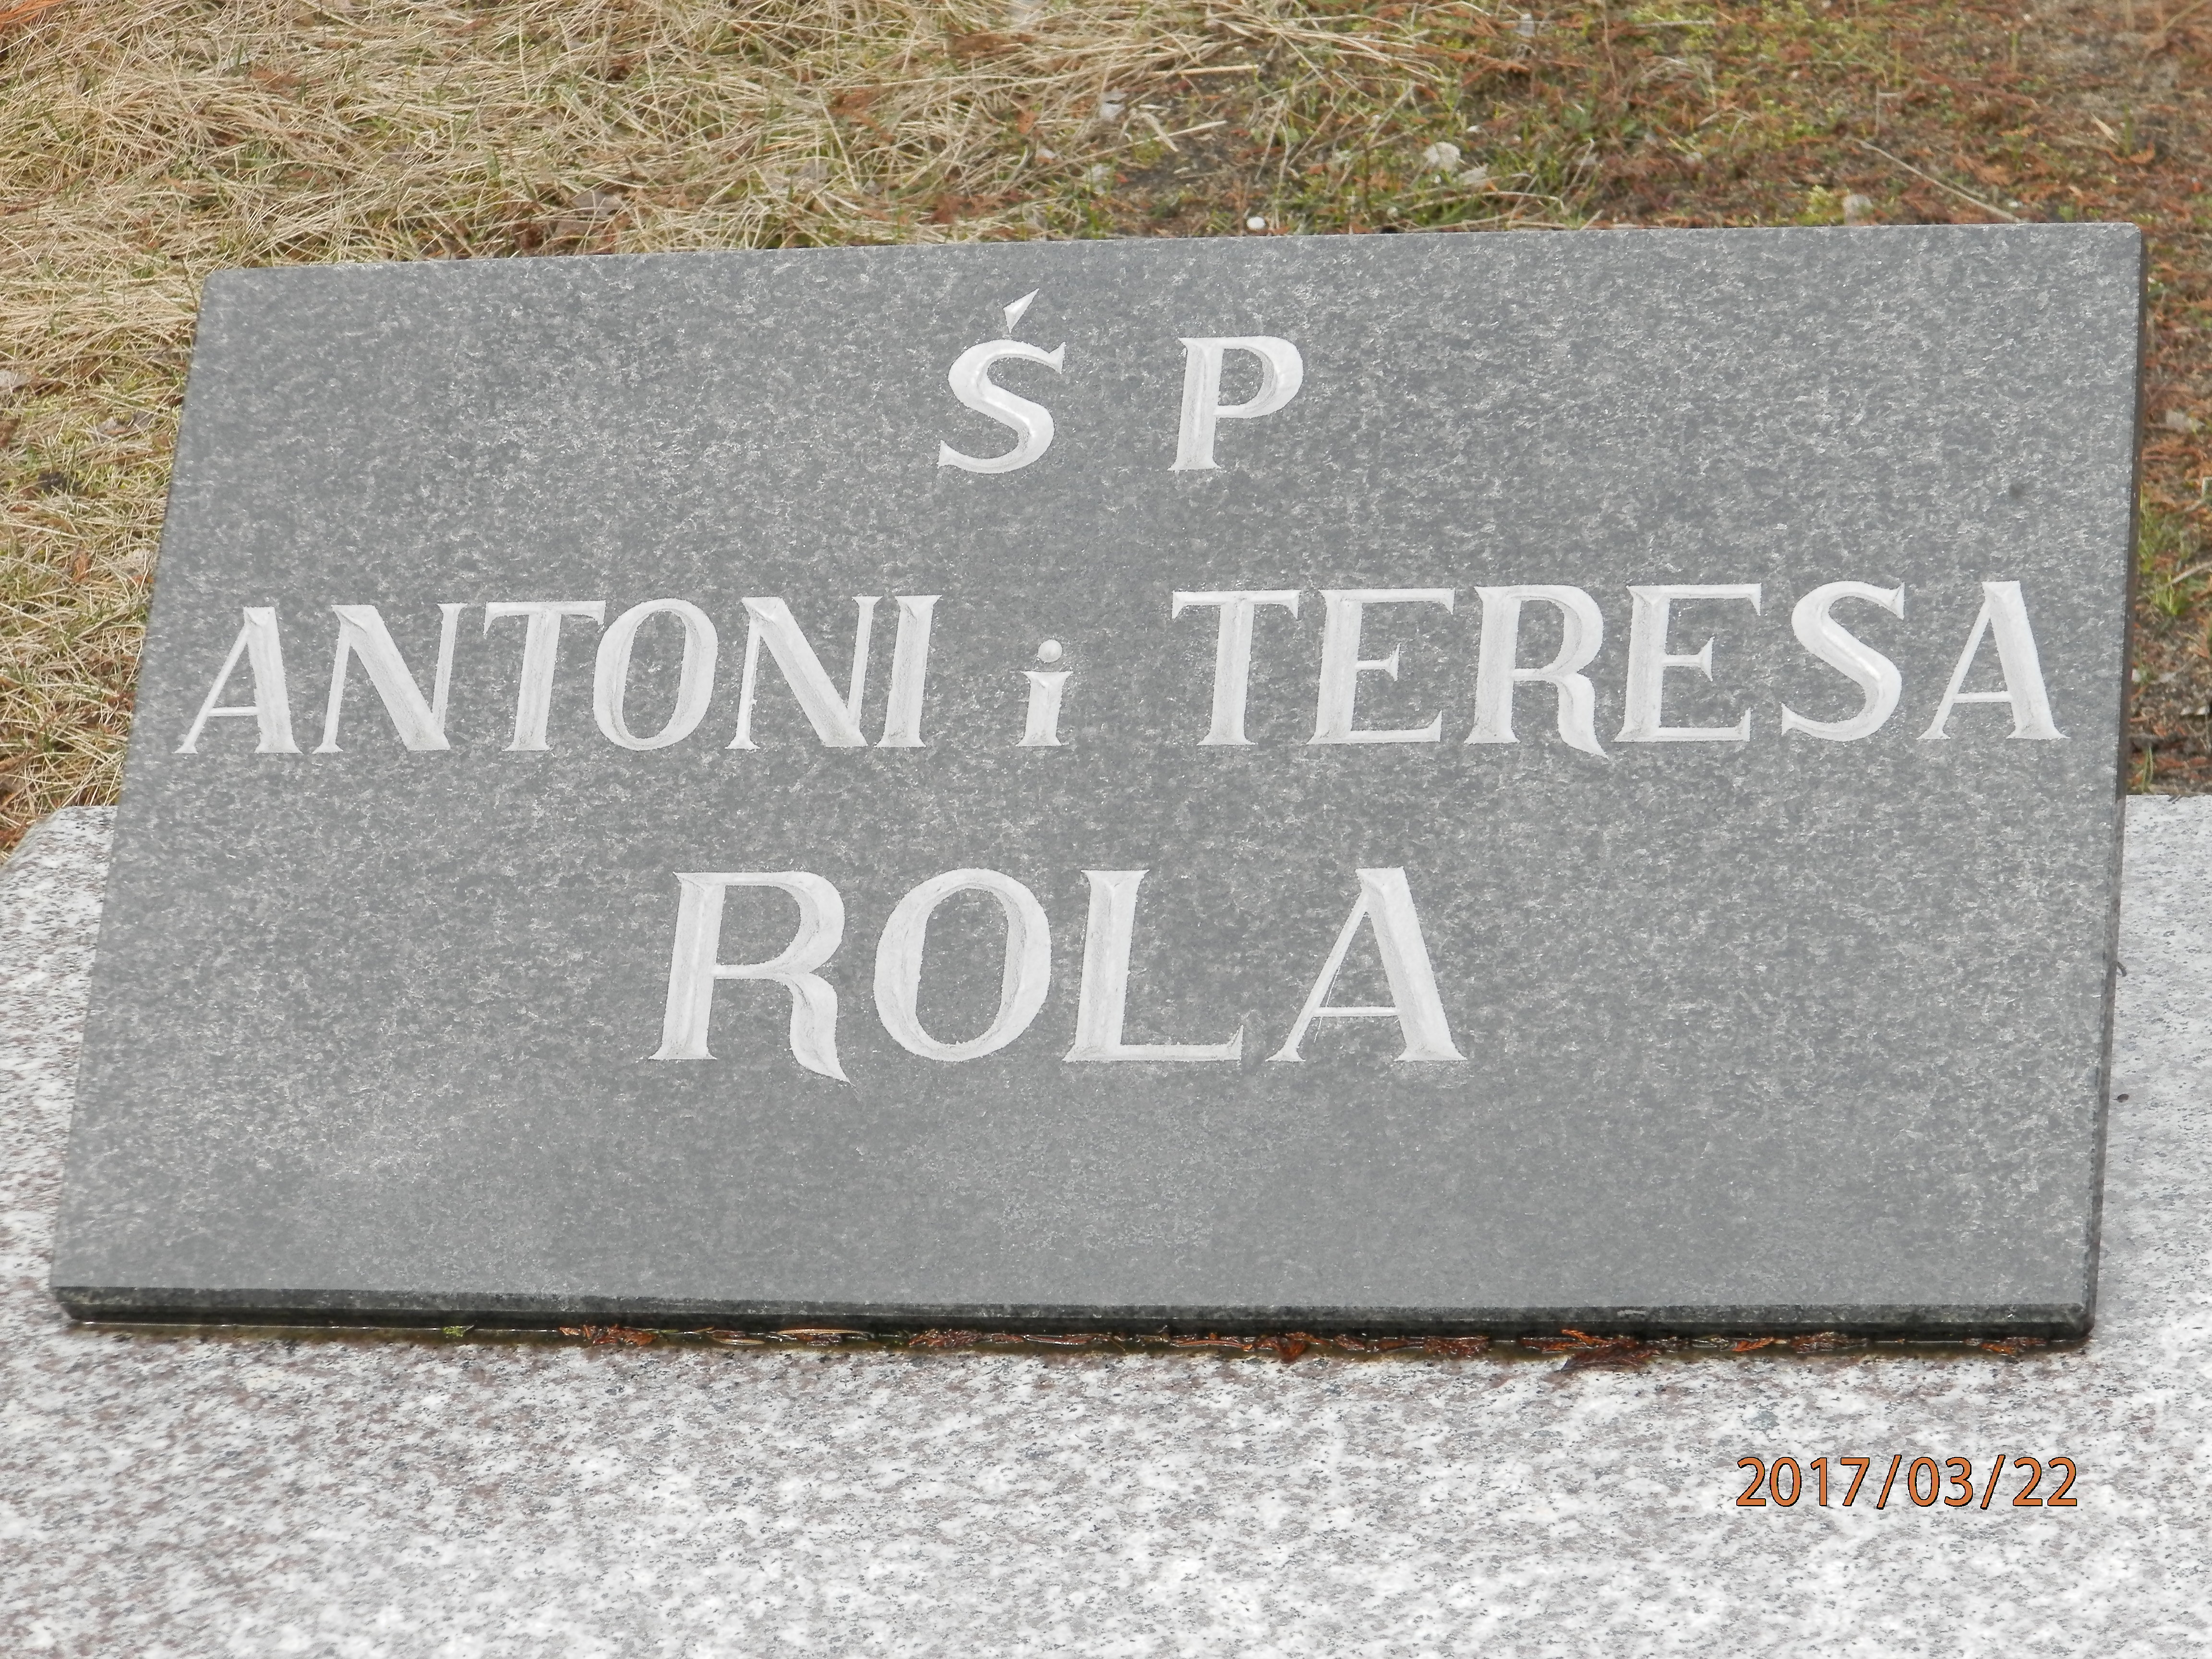 Ś P
ANTONI i TERESA
ROLA
2017/03/22